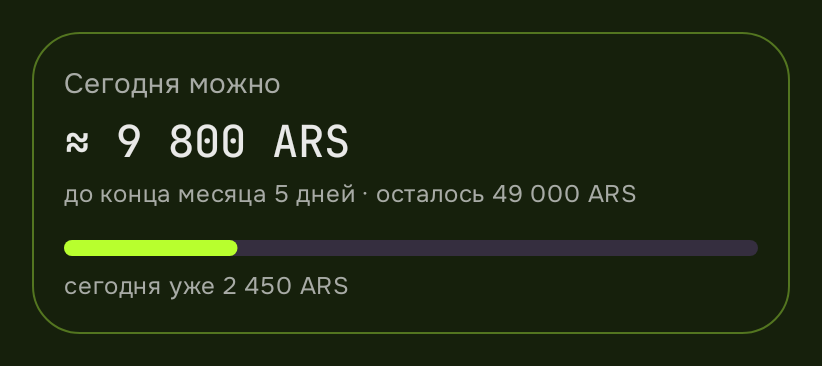 Сегодня можно
≈ 9 800 ARS
до конца месяца 5 дней · осталось 49 000 ARS
сегодня уже 2 450 ARS